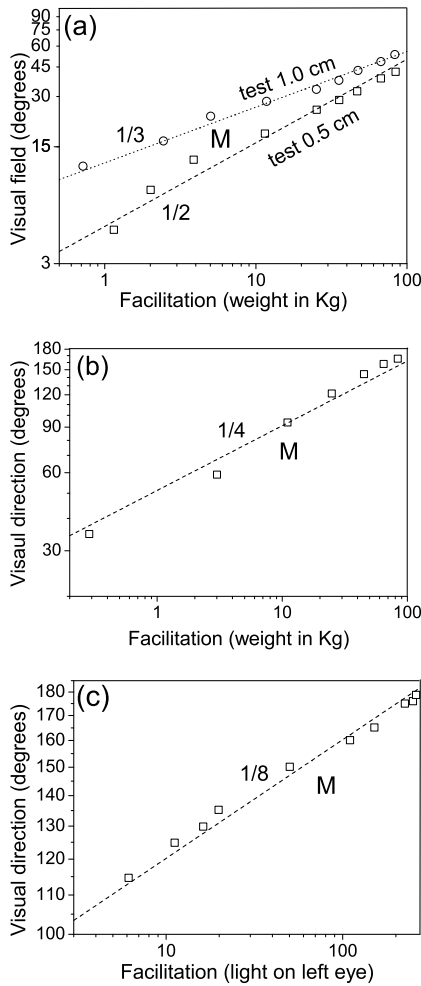 (a)
Visual field (degrees)
90
75
60
45
30
15
3
1/3
M
test 1.0 cm
test 0.5 cm
1/2
1
10
100
Facilitation (weight in Kg)
(b)
Visaul direction (degrees)
180
150
120
90
60
30
1/4
M
1
10
100
Facilitation (weight in Kg)
(c)
Visual direction (degrees)
180
170
160
150
140
130
120
110
100
1/8
M
10
100
Facilitation (light on left eye)